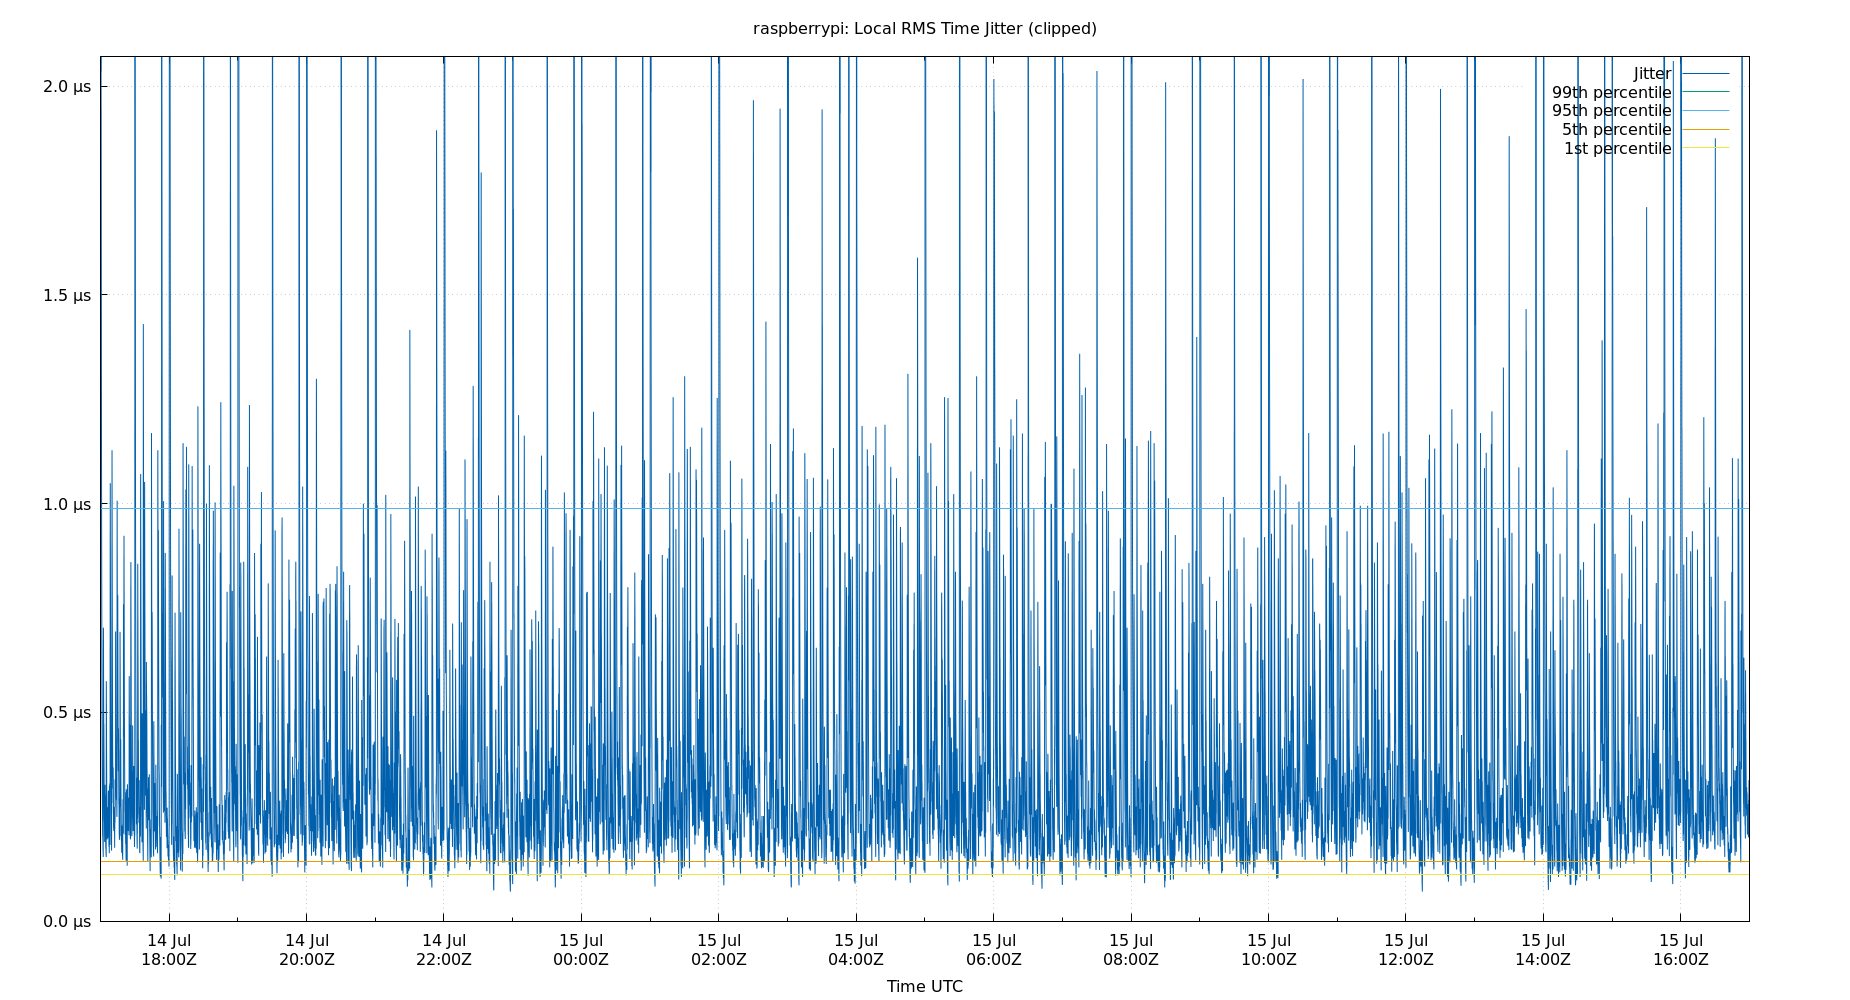 raspberrypi: Local RMS Time Jitter (clipped)
Jitter
99th percentile
95th percentile
5th percentile
1st percentile
2.0 µs
1.5 µs
1.0 µs
0.5 µs
0.0 µs
14 Jul 14 Jul 14 Jul 15 Jul 15 Jul 15 Jul 15 Jul 15 Jul 15 Jul 15 Jul 15 Jul 15 Jul
18:00Z 20:00Z 22:00Z 00:00Z 02:00Z 04:00Z 06:00Z 08:00Z 10:00Z 12:00Z 14:00Z 16:00Z
Time UTC